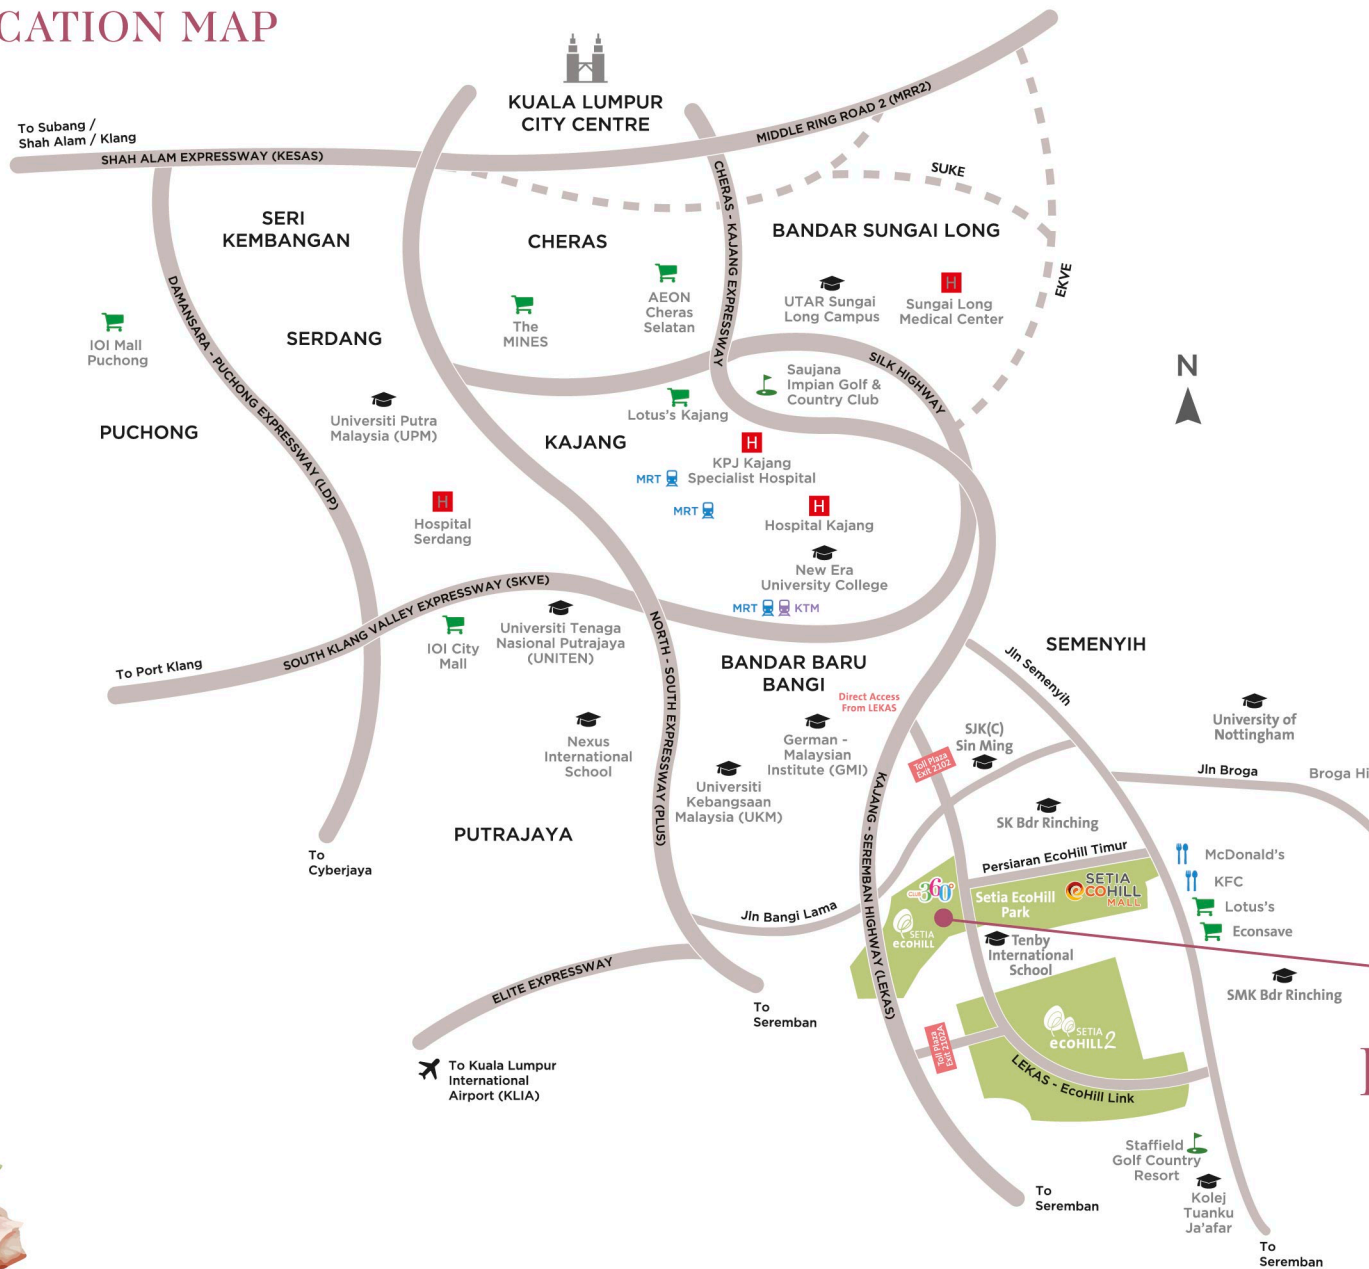 CATION MAP
KUALA LUMPUR
CITY CENTRE
To Subang /
Shah Alam / Klang
SHAH ALAM EXPRESSWAY (KESAS)
MIDDLE RING ROAD 2 (MRR2)
SUKE
EKVE
CHERAS - KAJANG EXPRESSWAY
SERI
KEMBANGAN
CHERAS
BANDAR SUNGAI LONG
AEON
Cheras
Selatan
UTAR Sungai
Long Campus
H
Sungai Long
Medical Center
The
MINES
IOI Mall
Puchong
SERDANG
DAMANSARA - PUCHONG EXPRESSWAY (LDP)
SILK HIGHWAY
N
Saujana
Impian Golf &
Country Club
Universiti Putra
Malaysia (UPM)
Lotus's Kajang
PUCHONG
KAJANG
H
KPJ Kajang
Specialist Hospital
MRT
MRT
H
Hospital
Serdang
H
Hospital Kajang
New Era
University College
MRT
KTM
SOUTH KLANG VALLEY EXPRESSWAY (SKVE)
To Port Klang
IOI City
Mall
Universiti Tenaga
Nasional Putrajaya
(UNITEN)
NORTH - SOUTH EXPRESSWAY (PLUS)
BANDAR BARU
BANGI
SEMENYIH
Jln Semenyih
Direct Access
From LEKAS
Nexus
International
School
German -
Malaysian
Institute (GMI)
SJK(C)
Sin Ming
University of
Nottingham
Toll Plaza
Exit 2102
Universiti
Kebangsaan
Malaysia (UKM)
KAJANG - SEREMBAN HIGHWAY (LEKAS)
Jln Broga
Broga Hi
PUTRAJAYA
SK Bdr Rinching
To
Cyberjaya
Persiaran EcoHill Timur
McDonald's
KFC
Lotus's
Econsave
CLUB 360°
Setia EcoHill
Park
SETIA
ECOHILL
MALL
SETIA
ecoHILL
Jln Bangi Lama
Tenby
International
School
SMK Bdr Rinching
ELITE EXPRESSWAY
To
Seremban
SETIA
ecoHILL2
Toll Plaza
Exit 2102A
LEKAS - EcoHill Link
To Kuala Lumpur
International
Airport (KLIA)
Staffield
Golf Country
Resort
Kolej
Tuanku
Ja'afar
To
Seremban
To
Seremban